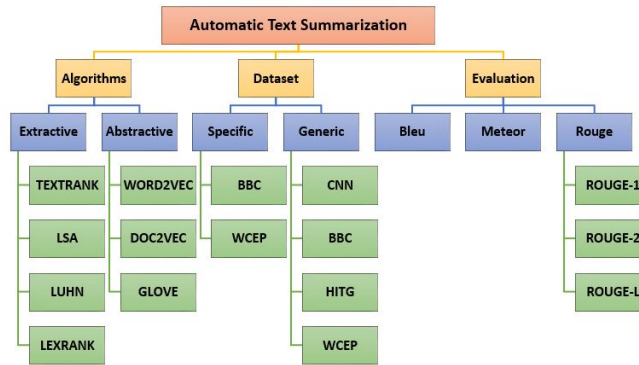 Automatic Text Summarization
Algorithms
Dataset
Evaluation
Extractive
Abstractive
Specific
Generic
Bleu
Meteor
Rouge
TEXTRANK
WORD2VEC
BBC
CNN
ROUGE-1
LSA
DOC2VEC
WCEP
BBC
ROUGE-2
LUHN
GLOVE
HITG
ROUGE-L
LEXRANK
WCEP